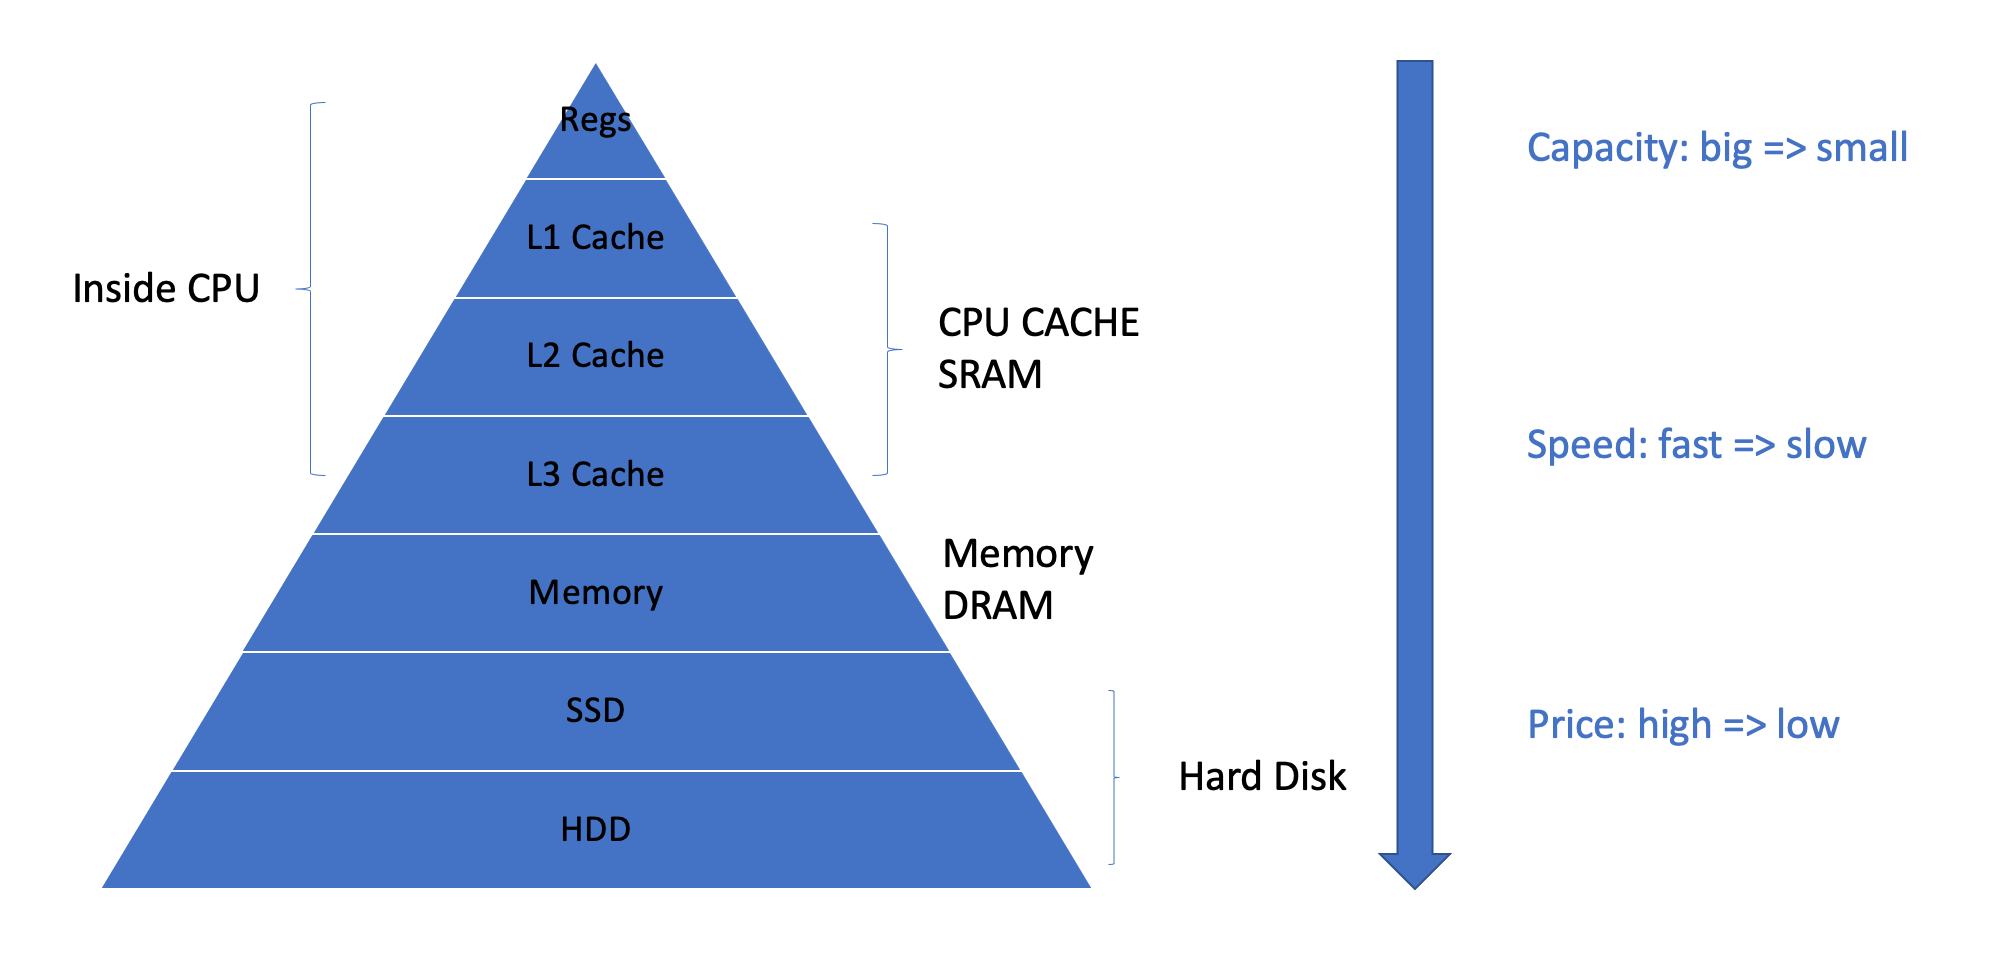 Regs
L1 Cache
L2 Cache
L3 Cache
Memory
SSD
HDD
Inside CPU
CPU CACHE
SRAM
Memory
DRAM
Hard Disk
Capacity: big => small
Speed: fast => slow
Price: high => low